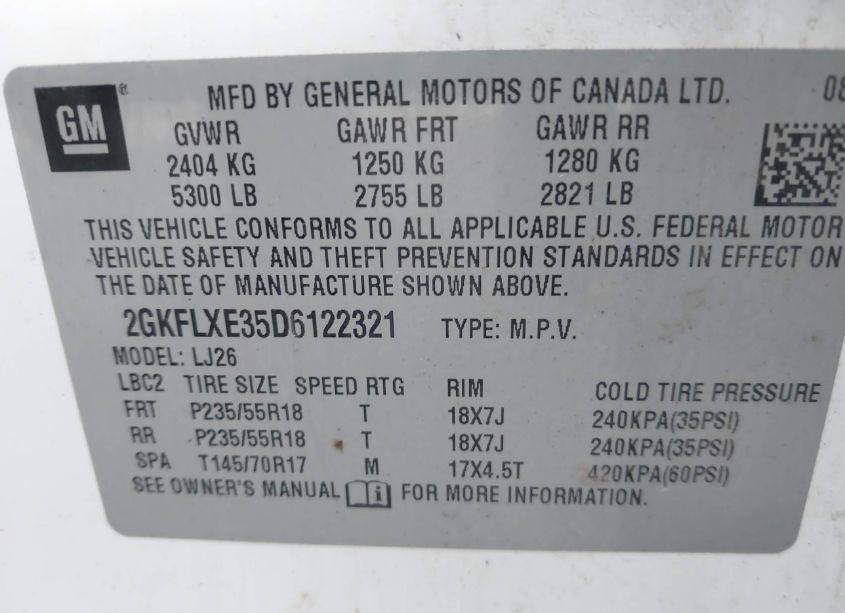 GM ® MFD BY GENERAL MOTORS OF CANADA LTD. 08
GVWR GAWR FRT GAWR RR
2404 KG 1250 KG 1280 KG
5300 LB 2755 LB 2821 LB
THIS VEHICLE CONFORMS TO ALL APPLICABLE U.S. FEDERAL MOTOR
VEHICLE SAFETY AND THEFT PREVENTION STANDARDS IN EFFECT ON
THE DATE OF MANUFACTURE SHOWN ABOVE.
2GKFLXE35D6122321 TYPE: M.P.V.
MODEL: LJ26
LBC2 TIRE SIZE SPEED RTG RIM COLD TIRE PRESSURE
FRT P235/55R18 T 18X7J 240KPA(35PSI)
RR P235/55R18 T 18X7J 240KPA(35PSI)
SPA T145/70R17 M 17X4.5T 420KPA(60PSI)
SEE OWNER'S MANUAL i FOR MORE INFORMATION.